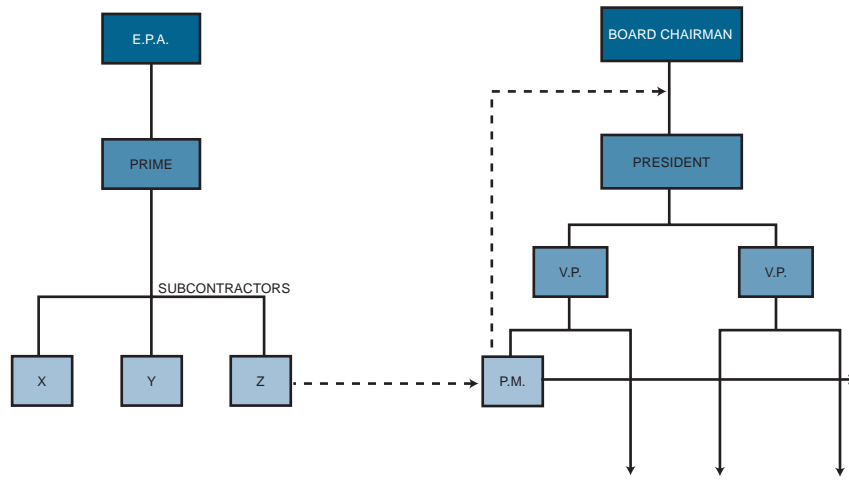 E.P.A.
BOARD CHAIRMAN
PRIME
PRESIDENT
V.P.
V.P.
SUBCONTRACTORS
X
Y
Z
P.M.